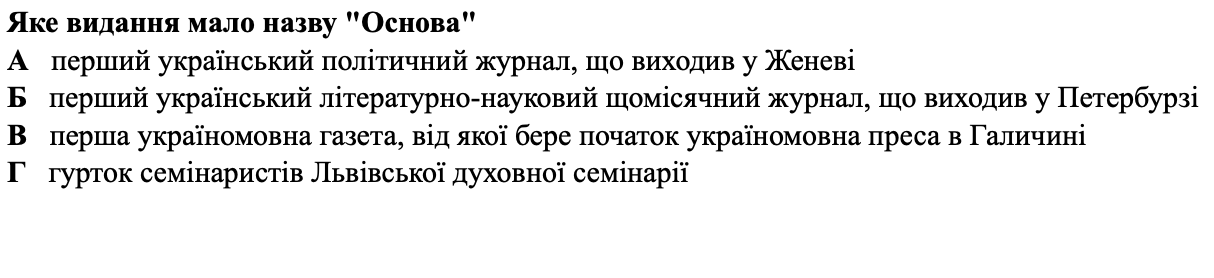 Яке видання мало назву "Основа"
А перший український політичний журнал, що виходив у Женеві
Б перший український літературно-науковий щомісячний журнал, що виходив у Петербурзі
В перша україномовна газета, від якої бере початок україномовна преса в Галичині
Г гурток семінаристів Львівської духовної семінарії